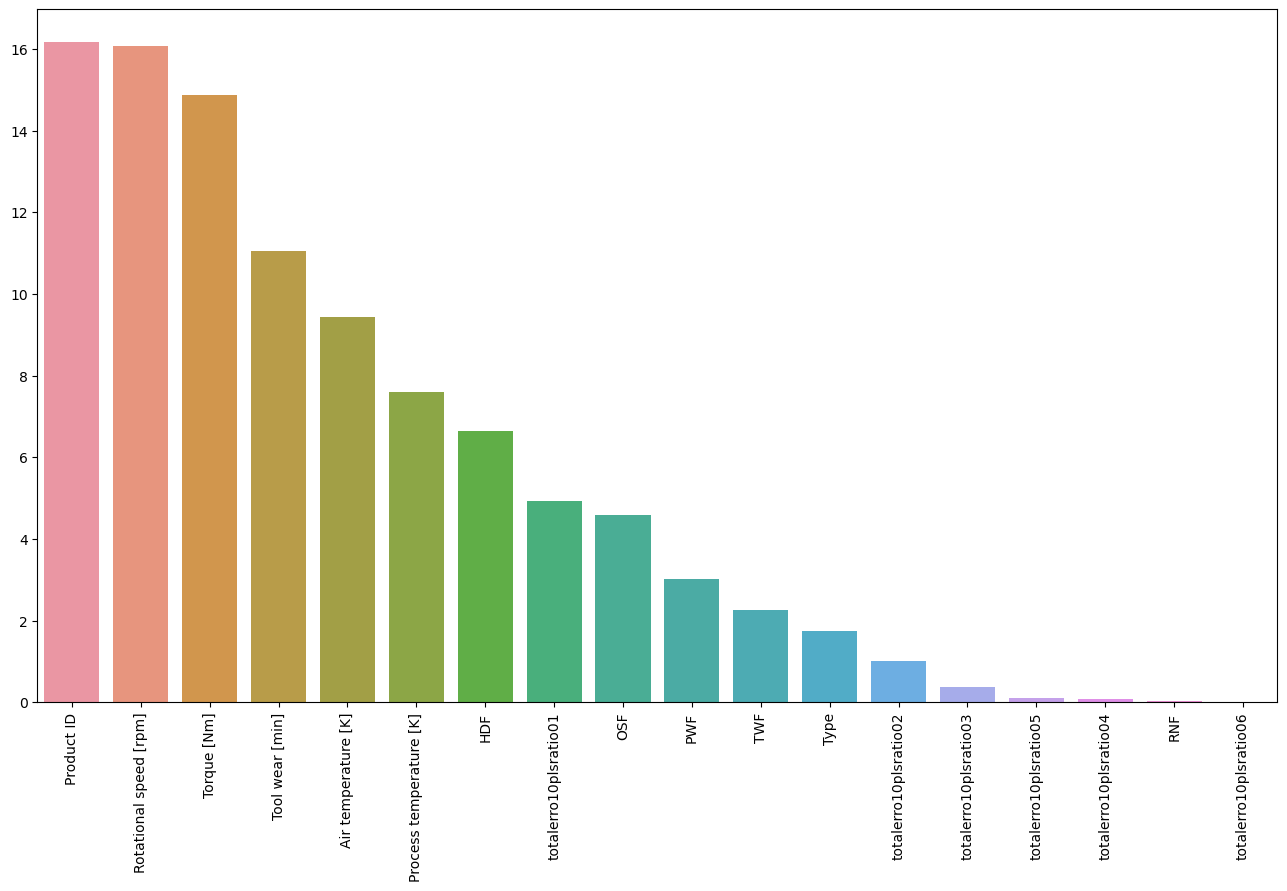 16
14
12
10
8
6
4
2
0
Product ID
Rotational speed [rpm]
Torque [Nm]
Tool wear [min]
Air temperature [K]
Process temperature [K]
HDF
totalerro10plsratio01
OSF
PWF
TWF
Type
totalerro10plsratio02
totalerro10plsratio03
totalerro10plsratio05
totalerro10plsratio04
RNF
totalerro10plsratio06